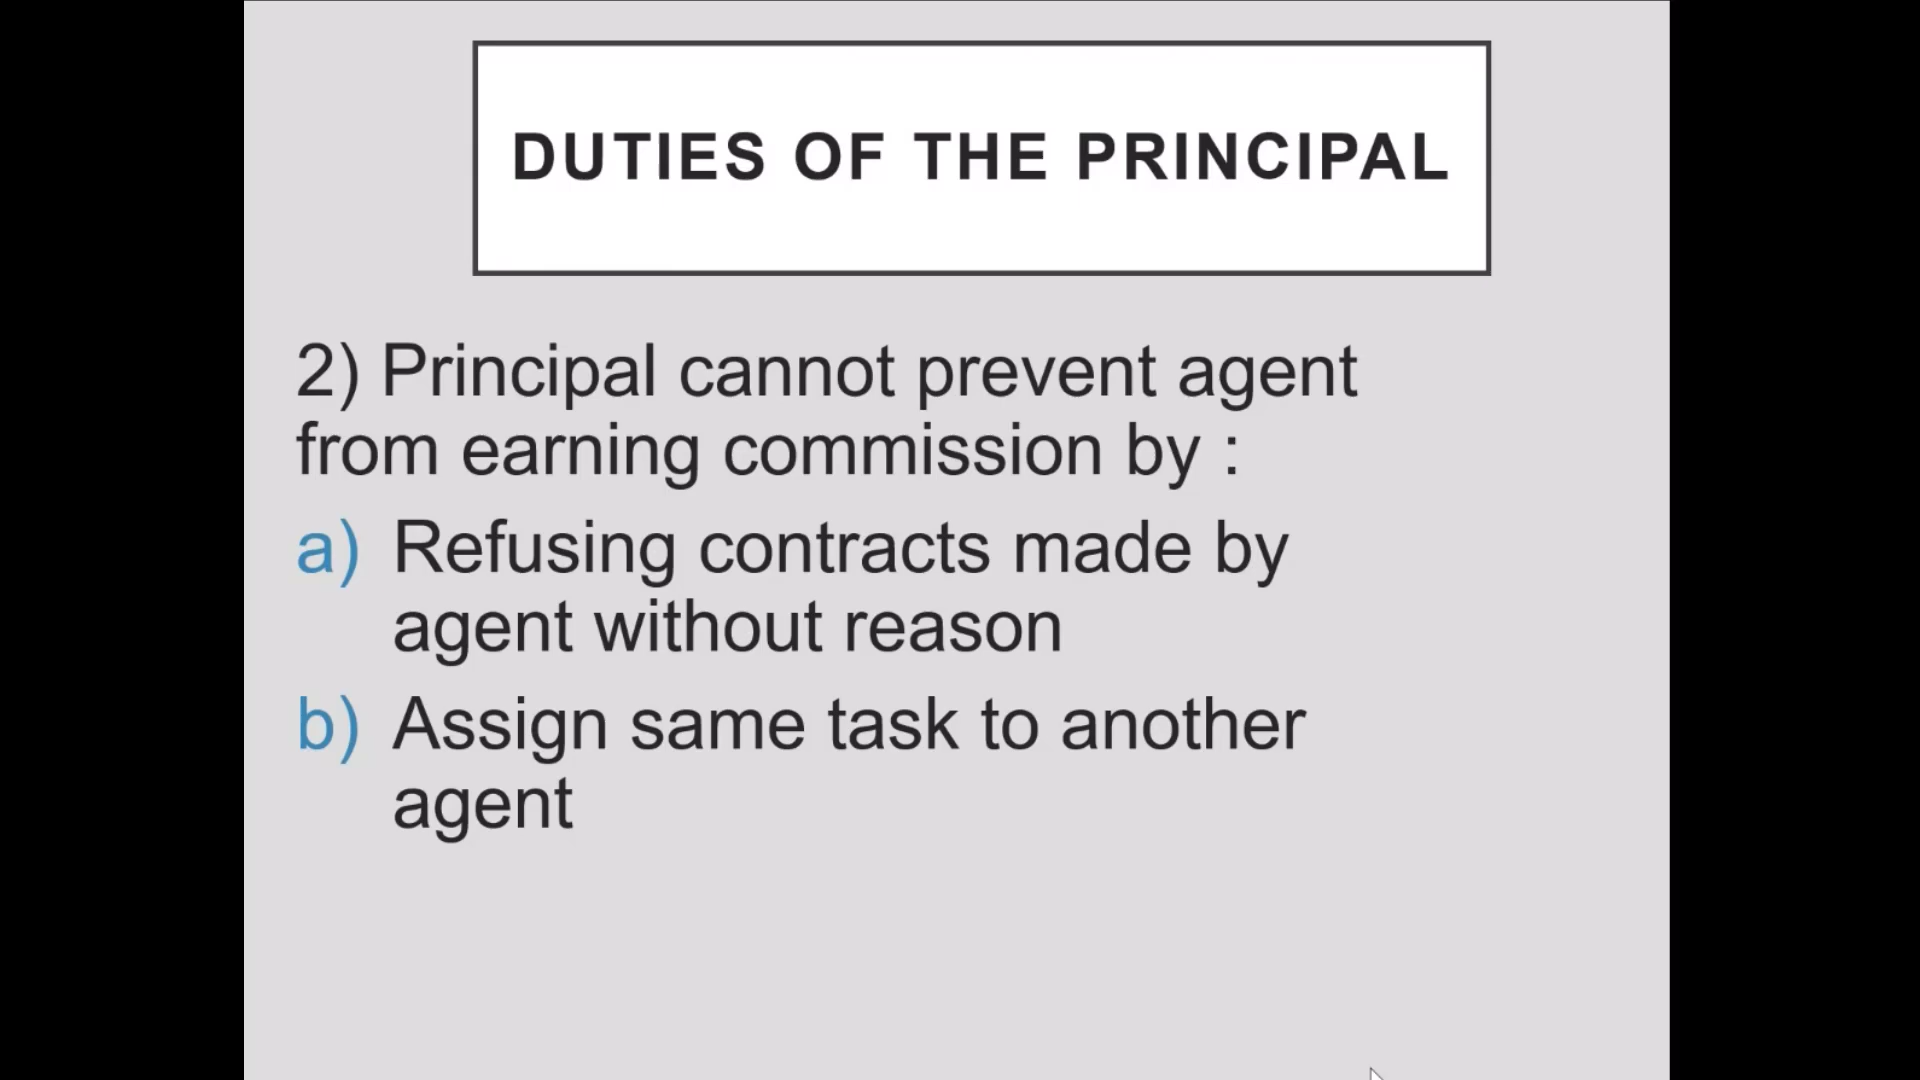 DUTIES OF THE PRINCIPAL
2) Principal cannot prevent agent
from earning commission by :
a) Refusing contracts made by
agent without reason
b) Assign same task to another
agent